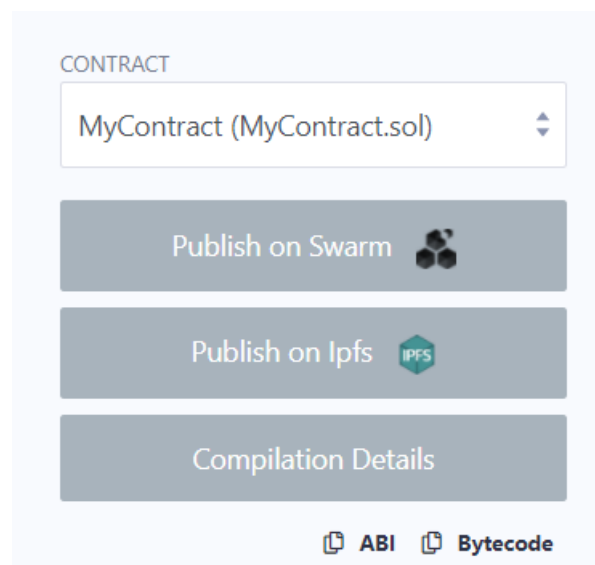 CONTRACT
MyContract (MyContract.sol)
Publish on Swarm
Publish on Ipfs IPFS
Compilation Details
ABI Bytecode